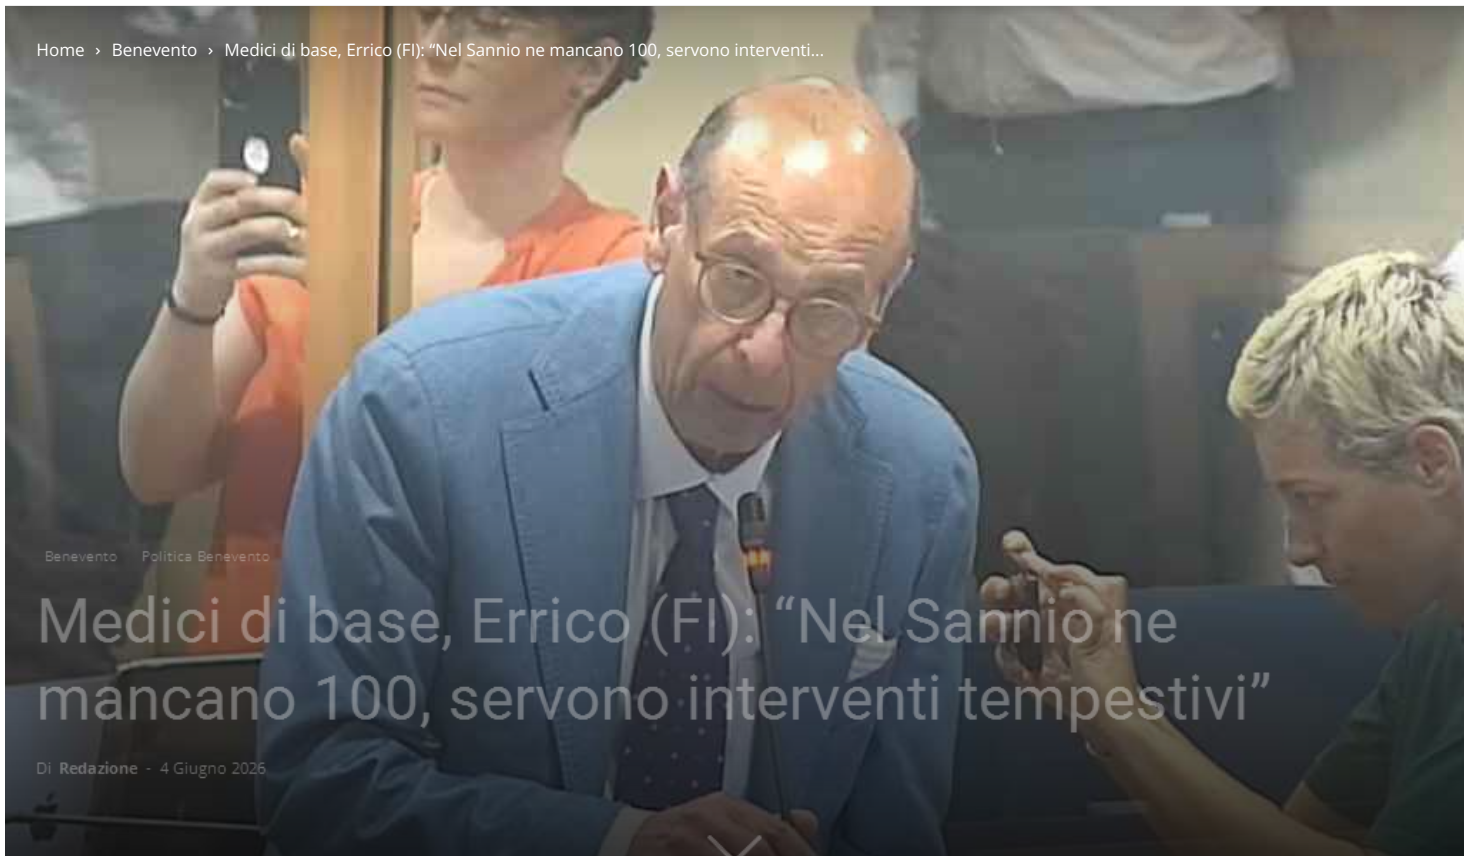 Home › Benevento › Medici di base, Errico (FI): “Nel Sannio ne mancano 100, servono interventi...
Benevento Politica Benevento
Medici di base, Errico (FI): “Nel Sannio ne
mancano 100, servono interventi tempestivi”
Di Redazione - 4 Giugno 2026